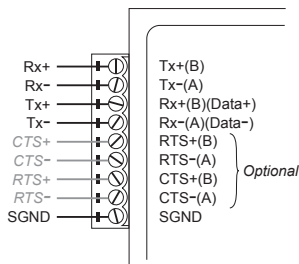 Rx+ Tx+(B)
Rx− Tx−(A)
Tx+ Rx+(B)(Data+)
Tx− Rx−(A)(Data−)
CTS+ RTS+(B)
CTS− RTS−(A)
Optional
RTS+ CTS+(B)
RTS− CTS−(A)
SGND SGND